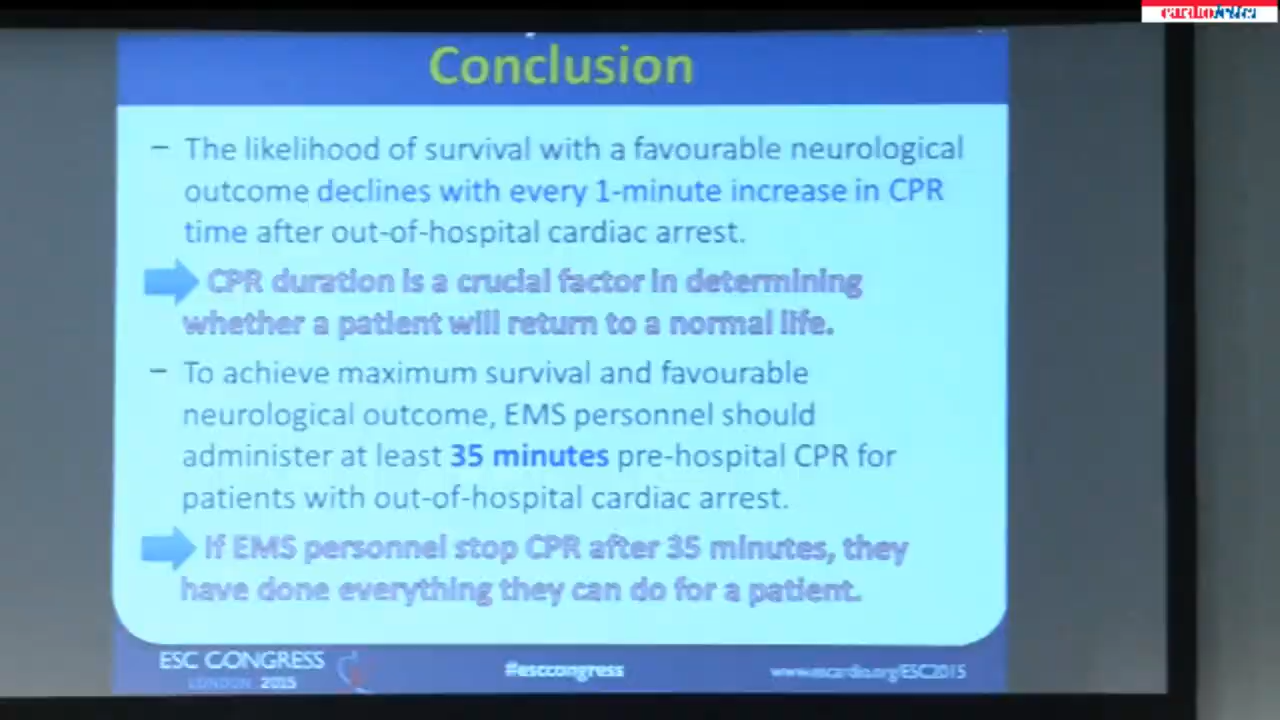 Conclusion
– The likelihood of survival with a favourable neurological
outcome declines with every 1-minute increase in CPR
time after out-of-hospital cardiac arrest.
CPR duration is a crucial factor in determining
whether a patient will return to a normal life.
– To achieve maximum survival and favourable
neurological outcome, EMS personnel should
administer at least 35 minutes pre-hospital CPR for
patients with out-of-hospital cardiac arrest.
If EMS personnel stop CPR after 35 minutes, they
have done everything they can do for a patient.
ESC CONGRESS
LONDON 2015
#esccongress
www.escardio.org/ESC2015